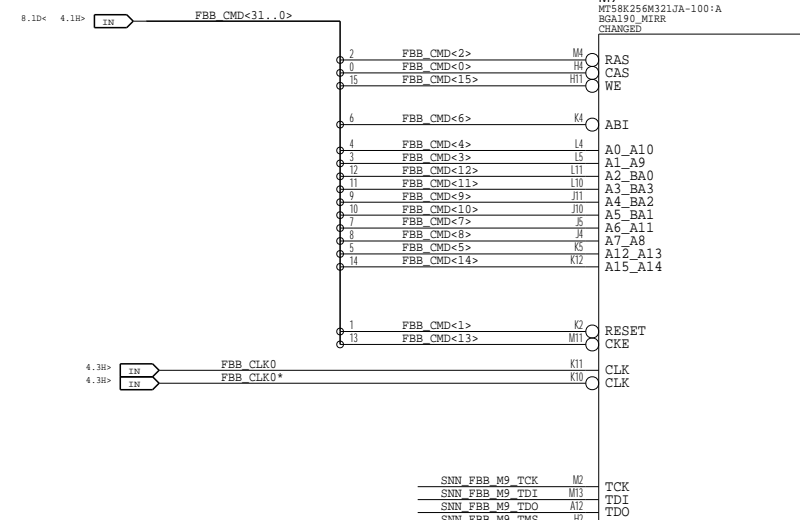 MT58K256M321JA-100:A
BGA190_MIRR
CHANGED
8.1D< 4.1H> IN FBB_CMD<31..0>
2 FBB_CMD<2> M4 RAS
0 FBB_CMD<0> H4 CAS
15 FBB_CMD<15> H11 WE
6 FBB_CMD<6> K4 ABI
4 FBB_CMD<4> L4 A0_A10
3 FBB_CMD<3> L5 A1_A9
12 FBB_CMD<12> L11 A2_BA0
11 FBB_CMD<11> L10 A3_BA3
9 FBB_CMD<9> J11 A4_BA2
10 FBB_CMD<10> J10 A5_BA1
7 FBB_CMD<7> J5 A6_A11
8 FBB_CMD<8> J4 A7_A8
5 FBB_CMD<5> K5 A12_A13
14 FBB_CMD<14> K12 A15_A14
1 FBB_CMD<1> K2 RESET
13 FBB_CMD<13> M11 CKE
4.3H> IN FBB_CLK0 K11 CLK
4.3H> IN FBB_CLK0* K10 CLK
SNN_FBB_M9_TCK M2 TCK
SNN_FBB_M9_TDI M13 TDI
SNN_FBB_M9_TDO A12 TDO
SNN_FBB_M9_TMS H2